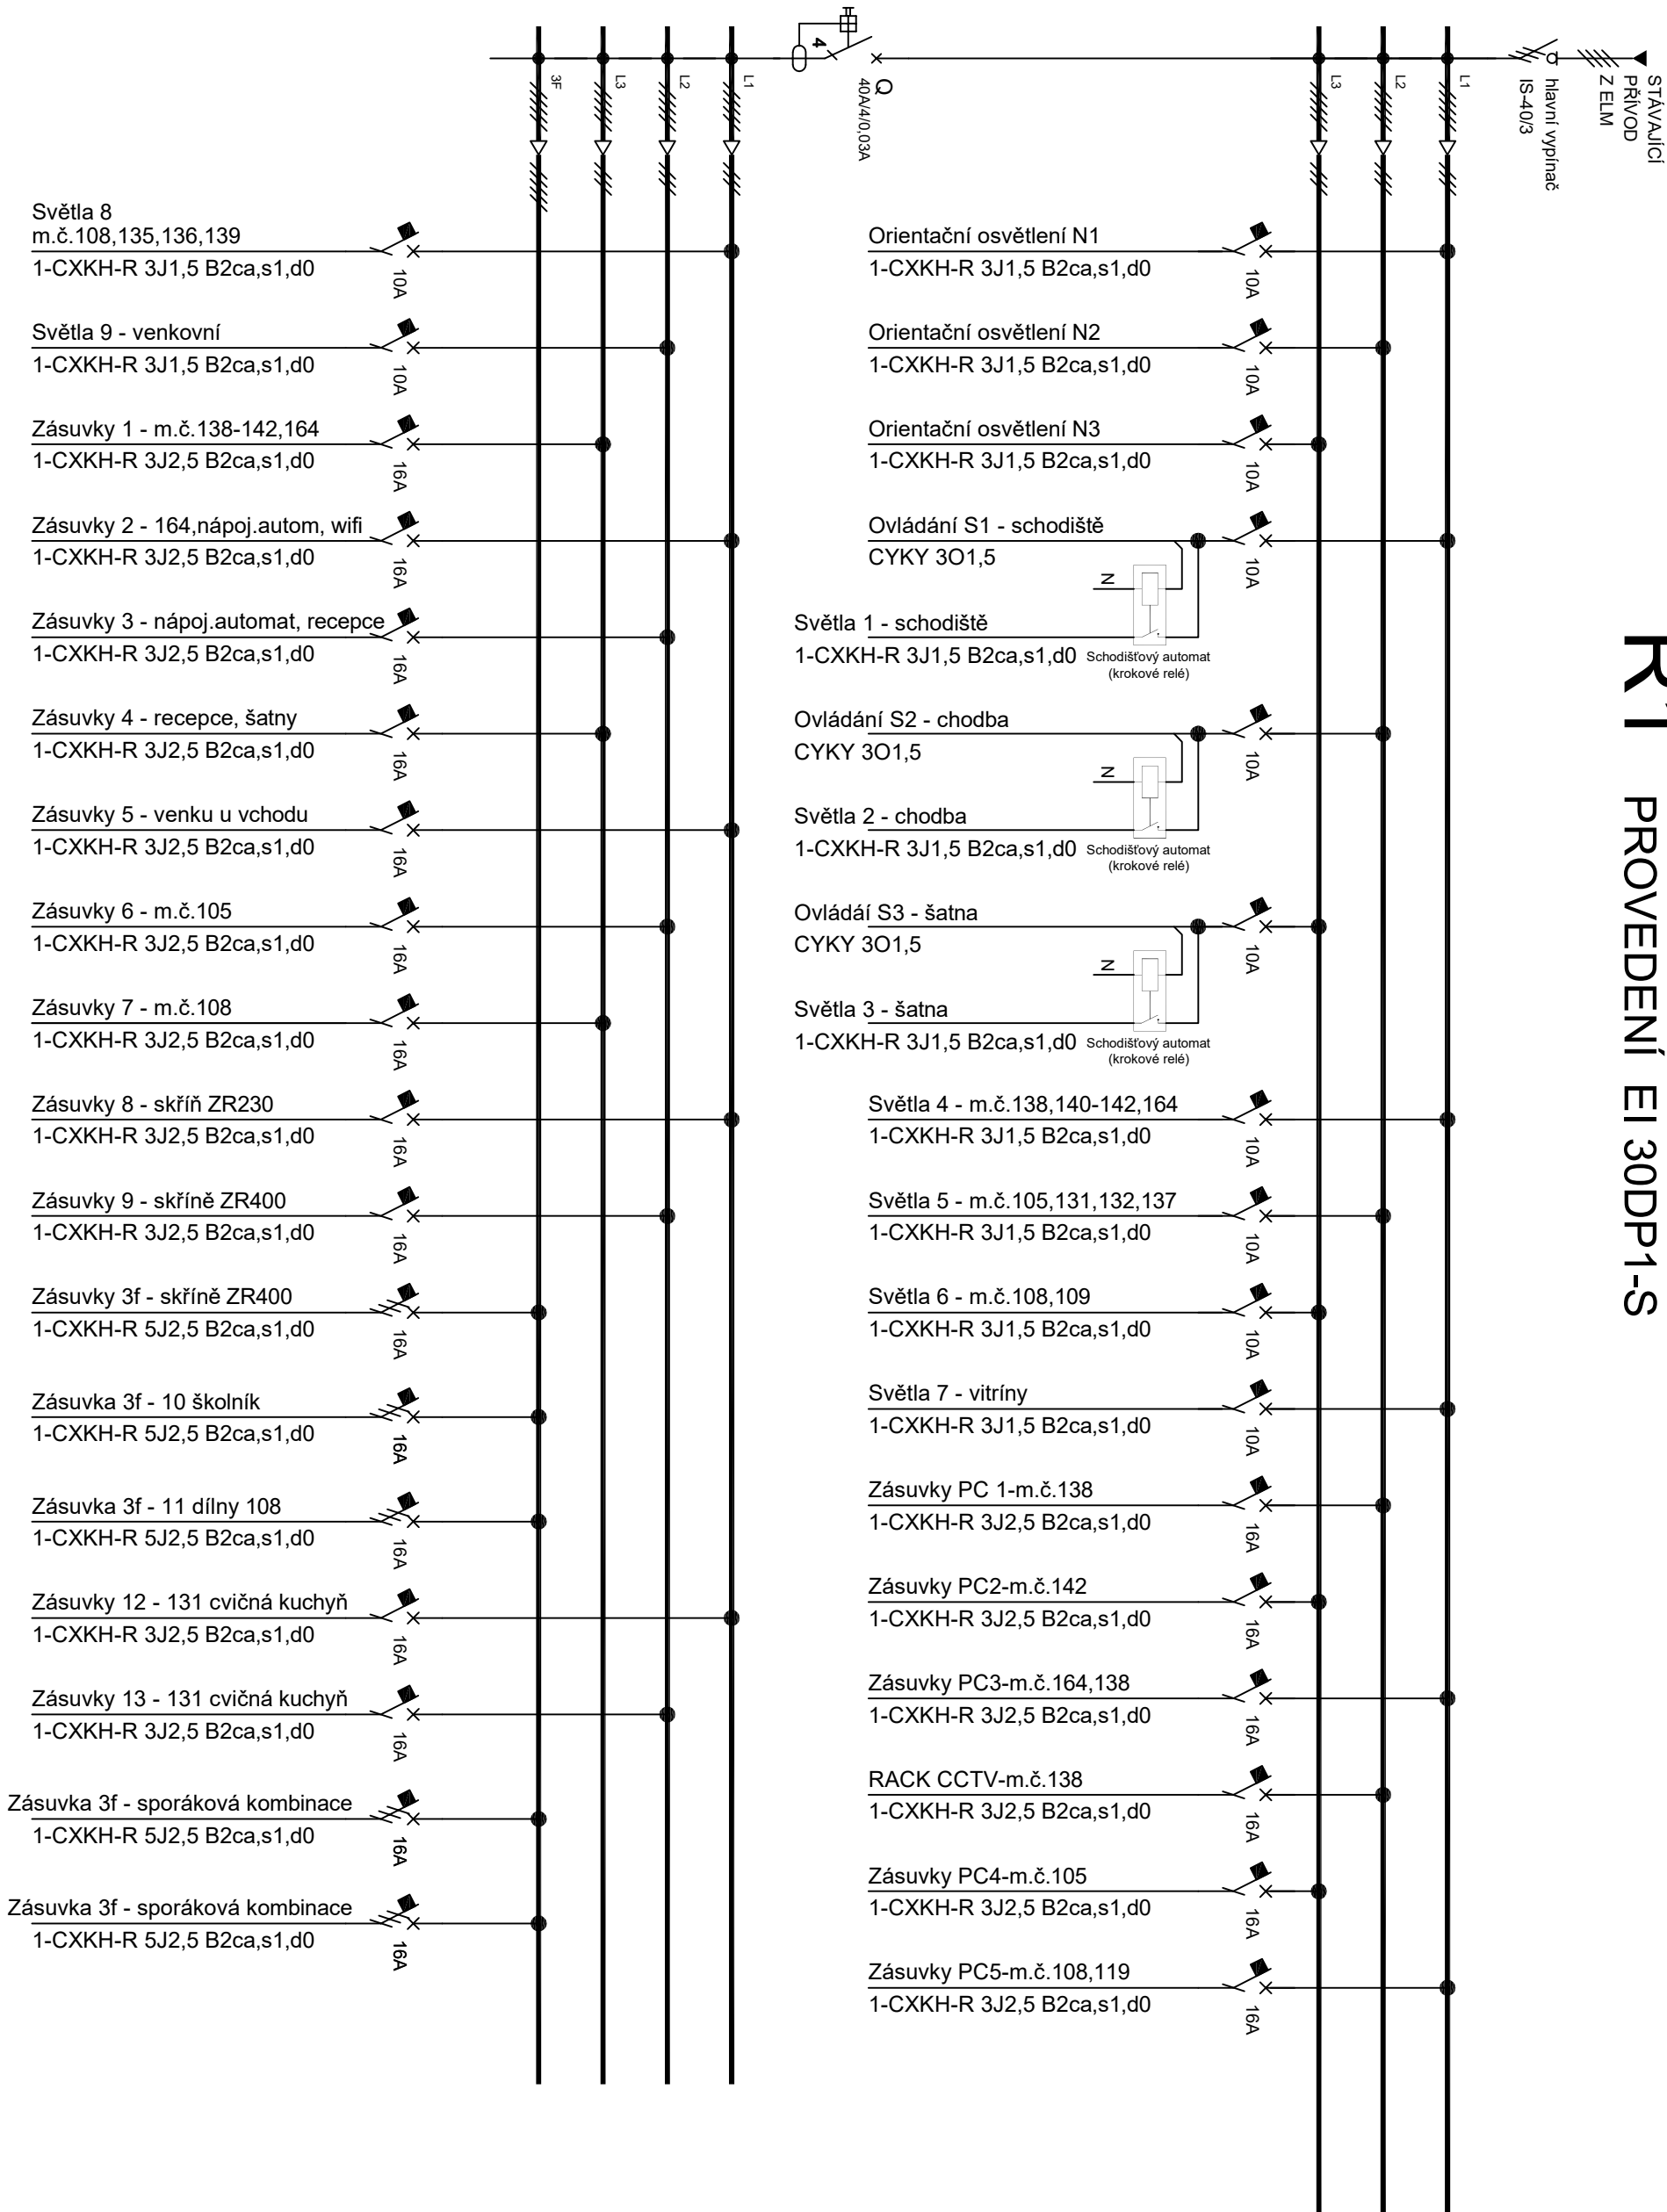 STÁVAJÍCÍ
PŘÍVOD
Z ELM
hlavní vypínač
IS-40/3
L1
L2
L3
Q
40A/4/0,03A
4
L1
L2
L3
3F
PROVEDENÍ EI 30DP1-S
Světla 8
m.č.108,135,136,139
1-CXKH-R 3J1,5 B2ca,s1,d0
10A
Světla 9 - venkovní
1-CXKH-R 3J1,5 B2ca,s1,d0
10A
Zásuvky 1 - m.č.138-142,164
1-CXKH-R 3J2,5 B2ca,s1,d0
16A
Zásuvky 2 - 164,nápoj.autom, wifi
1-CXKH-R 3J2,5 B2ca,s1,d0
16A
Zásuvky 3 - nápoj.automat, recepce
1-CXKH-R 3J2,5 B2ca,s1,d0
16A
Zásuvky 4 - recepce, šatny
1-CXKH-R 3J2,5 B2ca,s1,d0
16A
Zásuvky 5 - venku u vchodu
1-CXKH-R 3J2,5 B2ca,s1,d0
16A
Zásuvky 6 - m.č.105
1-CXKH-R 3J2,5 B2ca,s1,d0
16A
Zásuvky 7 - m.č.108
1-CXKH-R 3J2,5 B2ca,s1,d0
16A
Zásuvky 8 - skříň ZR230
1-CXKH-R 3J2,5 B2ca,s1,d0
16A
Zásuvky 9 - skříně ZR400
1-CXKH-R 3J2,5 B2ca,s1,d0
16A
Zásuvky 3f - skříně ZR400
1-CXKH-R 5J2,5 B2ca,s1,d0
16A
Zásuvka 3f - 10 školník
1-CXKH-R 5J2,5 B2ca,s1,d0
16A
Zásuvka 3f - 11 dílny 108
1-CXKH-R 5J2,5 B2ca,s1,d0
16A
Zásuvky 12 - 131 cvičná kuchyň
1-CXKH-R 3J2,5 B2ca,s1,d0
16A
Zásuvky 13 - 131 cvičná kuchyň
1-CXKH-R 3J2,5 B2ca,s1,d0
16A
Zásuvka 3f - sporáková kombinace
1-CXKH-R 5J2,5 B2ca,s1,d0
16A
Zásuvka 3f - sporáková kombinace
1-CXKH-R 5J2,5 B2ca,s1,d0
16A
Orientační osvětlení N1
1-CXKH-R 3J1,5 B2ca,s1,d0
10A
Orientační osvětlení N2
1-CXKH-R 3J1,5 B2ca,s1,d0
10A
Orientační osvětlení N3
1-CXKH-R 3J1,5 B2ca,s1,d0
10A
Ovládání S1 - schodiště
CYKY 3O1,5
10A
N
Světla 1 - schodiště
1-CXKH-R 3J1,5 B2ca,s1,d0
Schodišťový automat
(krokové relé)
Ovládání S2 - chodba
CYKY 3O1,5
10A
N
Světla 2 - chodba
1-CXKH-R 3J1,5 B2ca,s1,d0
Schodišťový automat
(krokové relé)
Ovládáí S3 - šatna
CYKY 3O1,5
10A
N
Světla 3 - šatna
1-CXKH-R 3J1,5 B2ca,s1,d0
Schodišťový automat
(krokové relé)
Světla 4 - m.č.138,140-142,164
1-CXKH-R 3J1,5 B2ca,s1,d0
10A
Světla 5 - m.č.105,131,132,137
1-CXKH-R 3J1,5 B2ca,s1,d0
10A
Světla 6 - m.č.108,109
1-CXKH-R 3J1,5 B2ca,s1,d0
10A
Světla 7 - vitríny
1-CXKH-R 3J1,5 B2ca,s1,d0
10A
Zásuvky PC 1-m.č.138
1-CXKH-R 3J2,5 B2ca,s1,d0
16A
Zásuvky PC2-m.č.142
1-CXKH-R 3J2,5 B2ca,s1,d0
16A
Zásuvky PC3-m.č.164,138
1-CXKH-R 3J2,5 B2ca,s1,d0
16A
RACK CCTV-m.č.138
1-CXKH-R 3J2,5 B2ca,s1,d0
16A
Zásuvky PC4-m.č.105
1-CXKH-R 3J2,5 B2ca,s1,d0
16A
Zásuvky PC5-m.č.108,119
1-CXKH-R 3J2,5 B2ca,s1,d0
16A